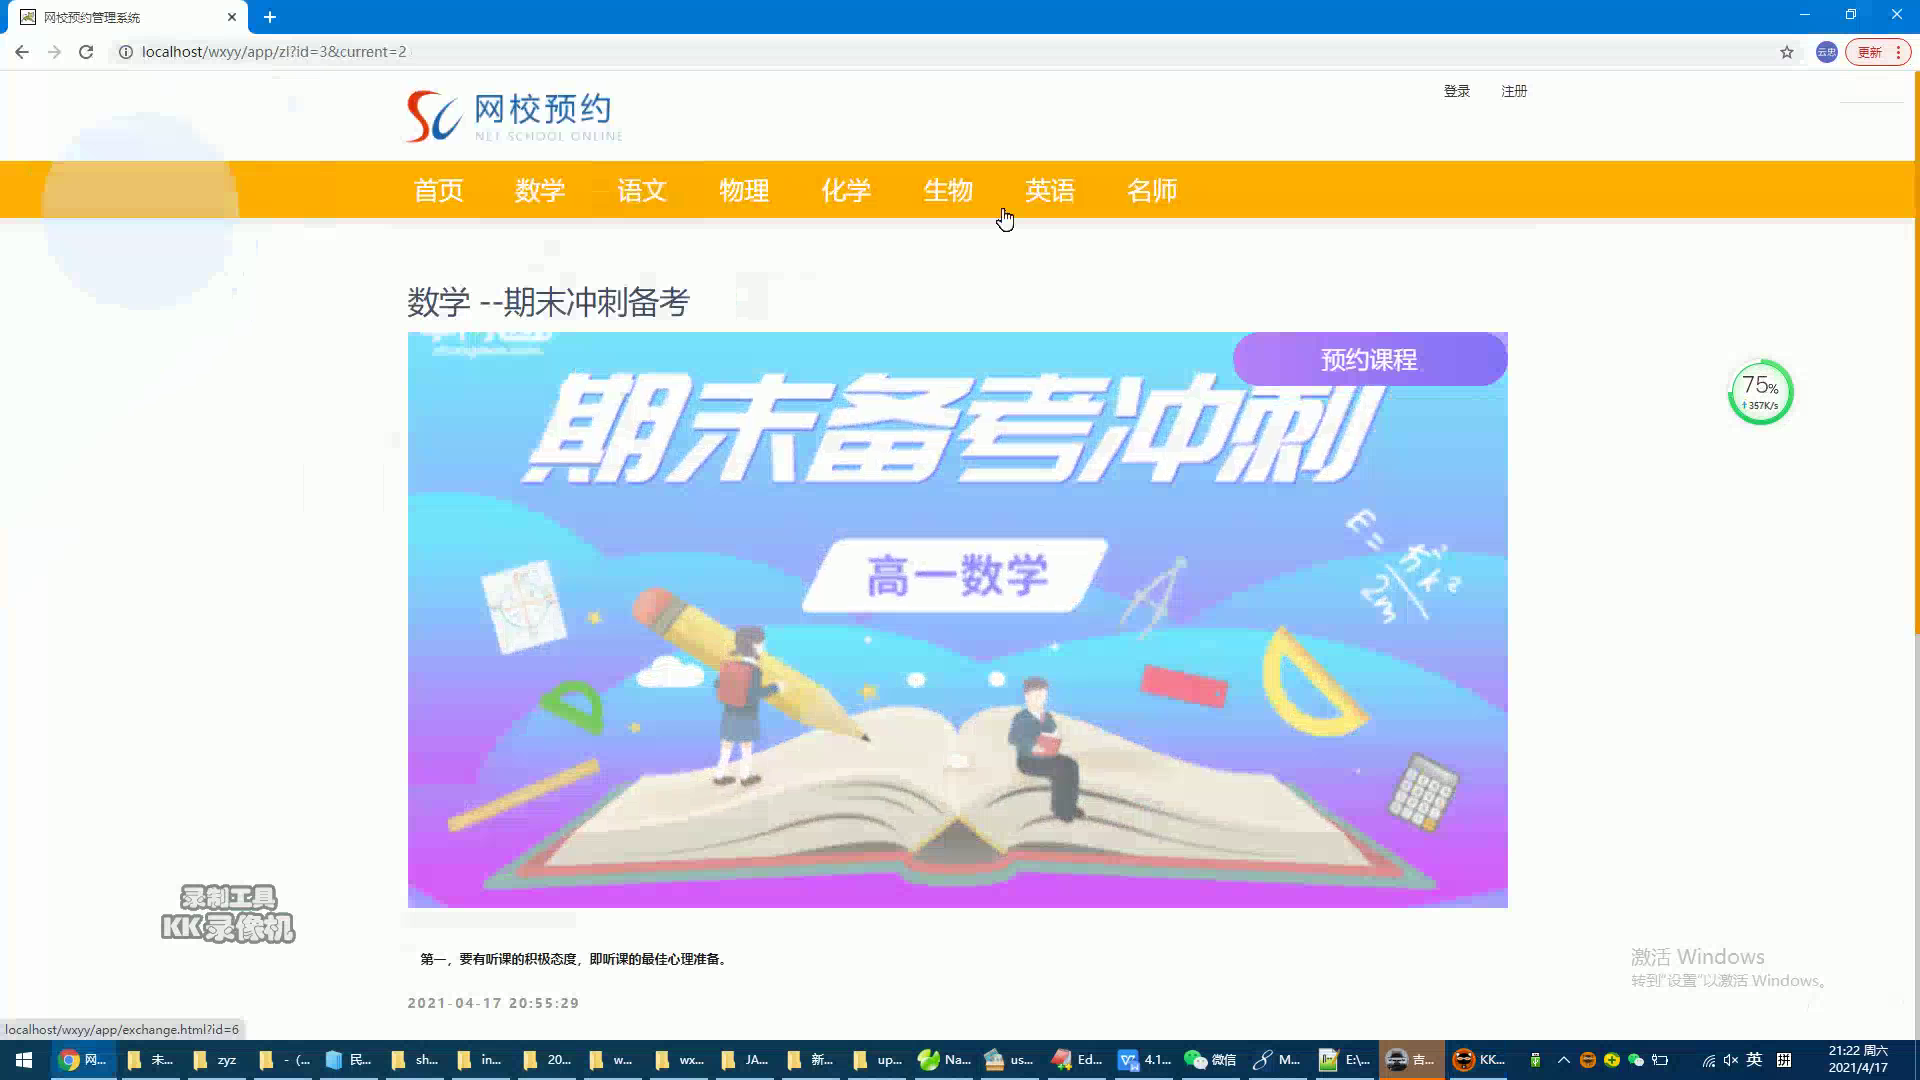 网校预约管理系统
localhost/wxyy/app/zl?id=3&current=2
云忠
更新
网校预约
NET SCHOOL ONLINE
登录 注册
首页 数学 语文 物理 化学 生物 英语 名师
数学 --期末冲刺备考
预约课程
期末备考冲刺
高一数学
75%
357K/s
录制工具
KK录像机
第一，要有听课的积极态度，即听课的最佳心理准备。
2021-04-17 20:55:29
激活 Windows
转到"设置"以激活 Windows。
localhost/wxyy/app/exchange.html?id=6
网... 未... zyz - (... 民... sh... in... 20... w... wx... JA... 新... up... Na... us... Ed... 4.1... 微信 M... E:\... 吉... KK... 英 拼
21:22 周六
2021/4/17